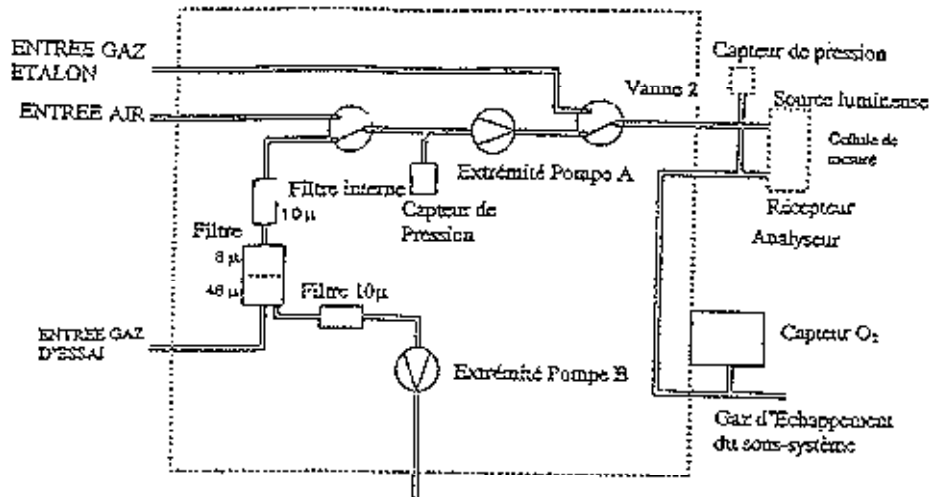 ENTREE GAZ
ETALON
ENTREE AIR
Vanne 2
Capteur de pression
Source lumineuse
Cellule de
mesure
Extrémité Pompe A
Filtre interne
10 µ
Capteur de
Pression
Récepteur
Analyseur
Filtre
8 µ
46 µ
Filtre 10µ
ENTREE GAZ
D'ESSAI
Extrémité Pompe B
Capteur O₂
Gaz d'Echappement
du sous-système